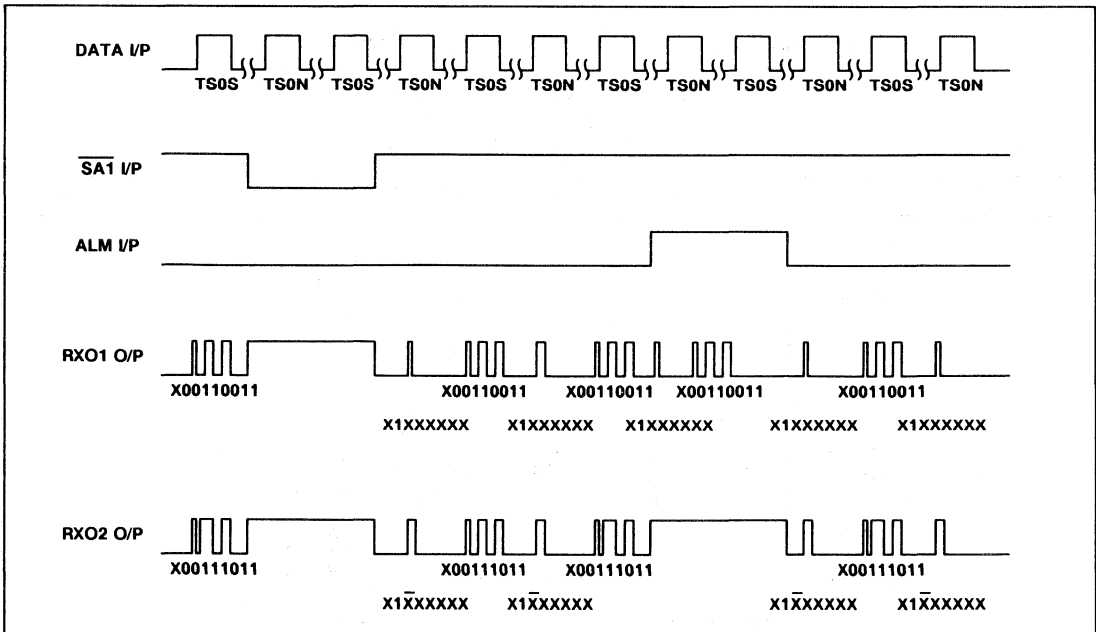 DATA I/P
TS0S TS0N TS0S TS0N TS0S TS0N TS0S TS0N TS0S TS0N TS0S TS0N
SA1 I/P
ALM I/P
RXO1 O/P
X00110011 X00110011 X00110011 X00110011 X00110011
X1XXXXXX X1XXXXXX X1XXXXXX X1XXXXXX X1XXXXXX
RXO2 O/P
X00111011 X00111011 X00111011 X00111011
X1X̄XXXXX X1X̄XXXXX X1X̄XXXXX X1X̄XXXXX